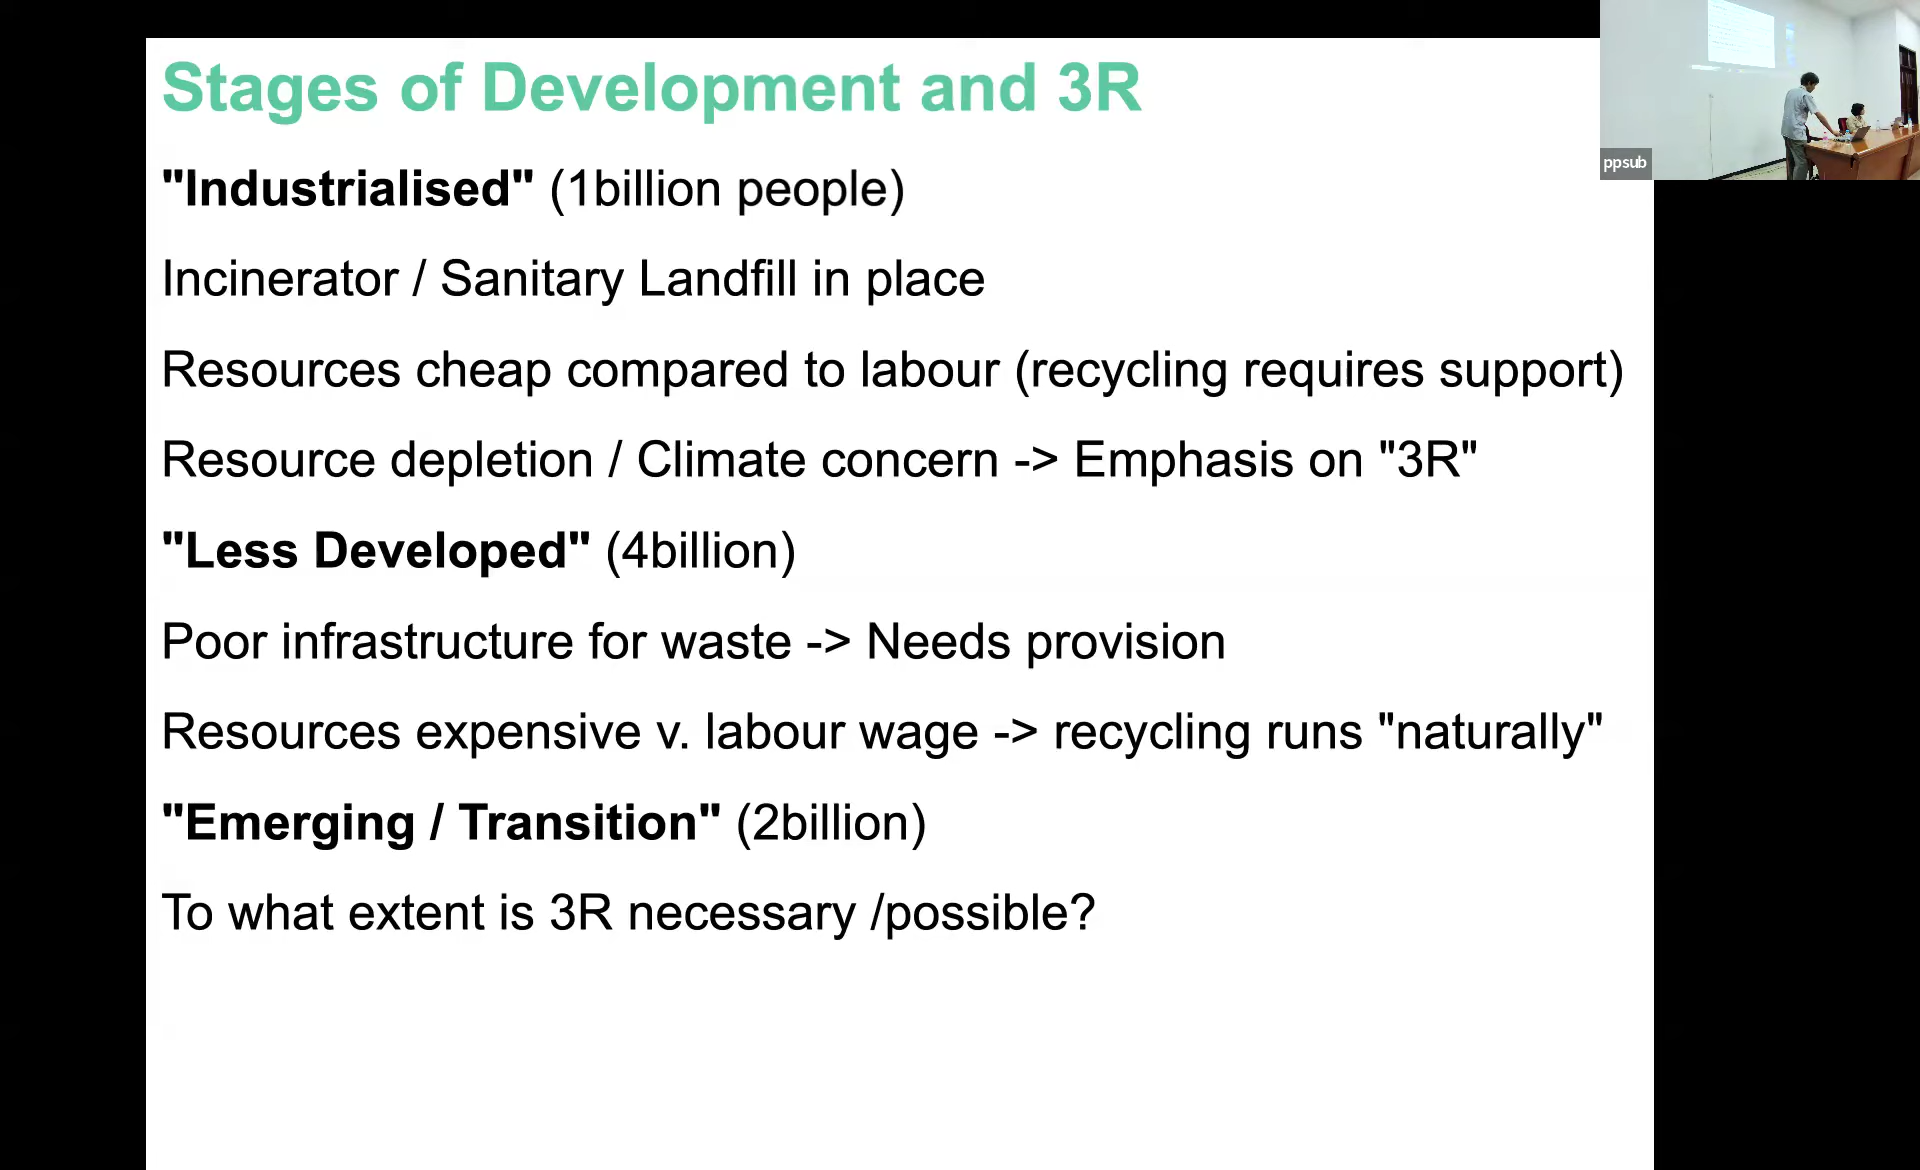 Stages of Development and 3R
"Industrialised" (1billion people)
Incinerator / Sanitary Landfill in place
Resources cheap compared to labour (recycling requires support)
Resource depletion / Climate concern -> Emphasis on "3R"
"Less Developed" (4billion)
Poor infrastructure for waste -> Needs provision
Resources expensive v. labour wage -> recycling runs "naturally"
"Emerging / Transition" (2billion)
To what extent is 3R necessary /possible?
ppsub